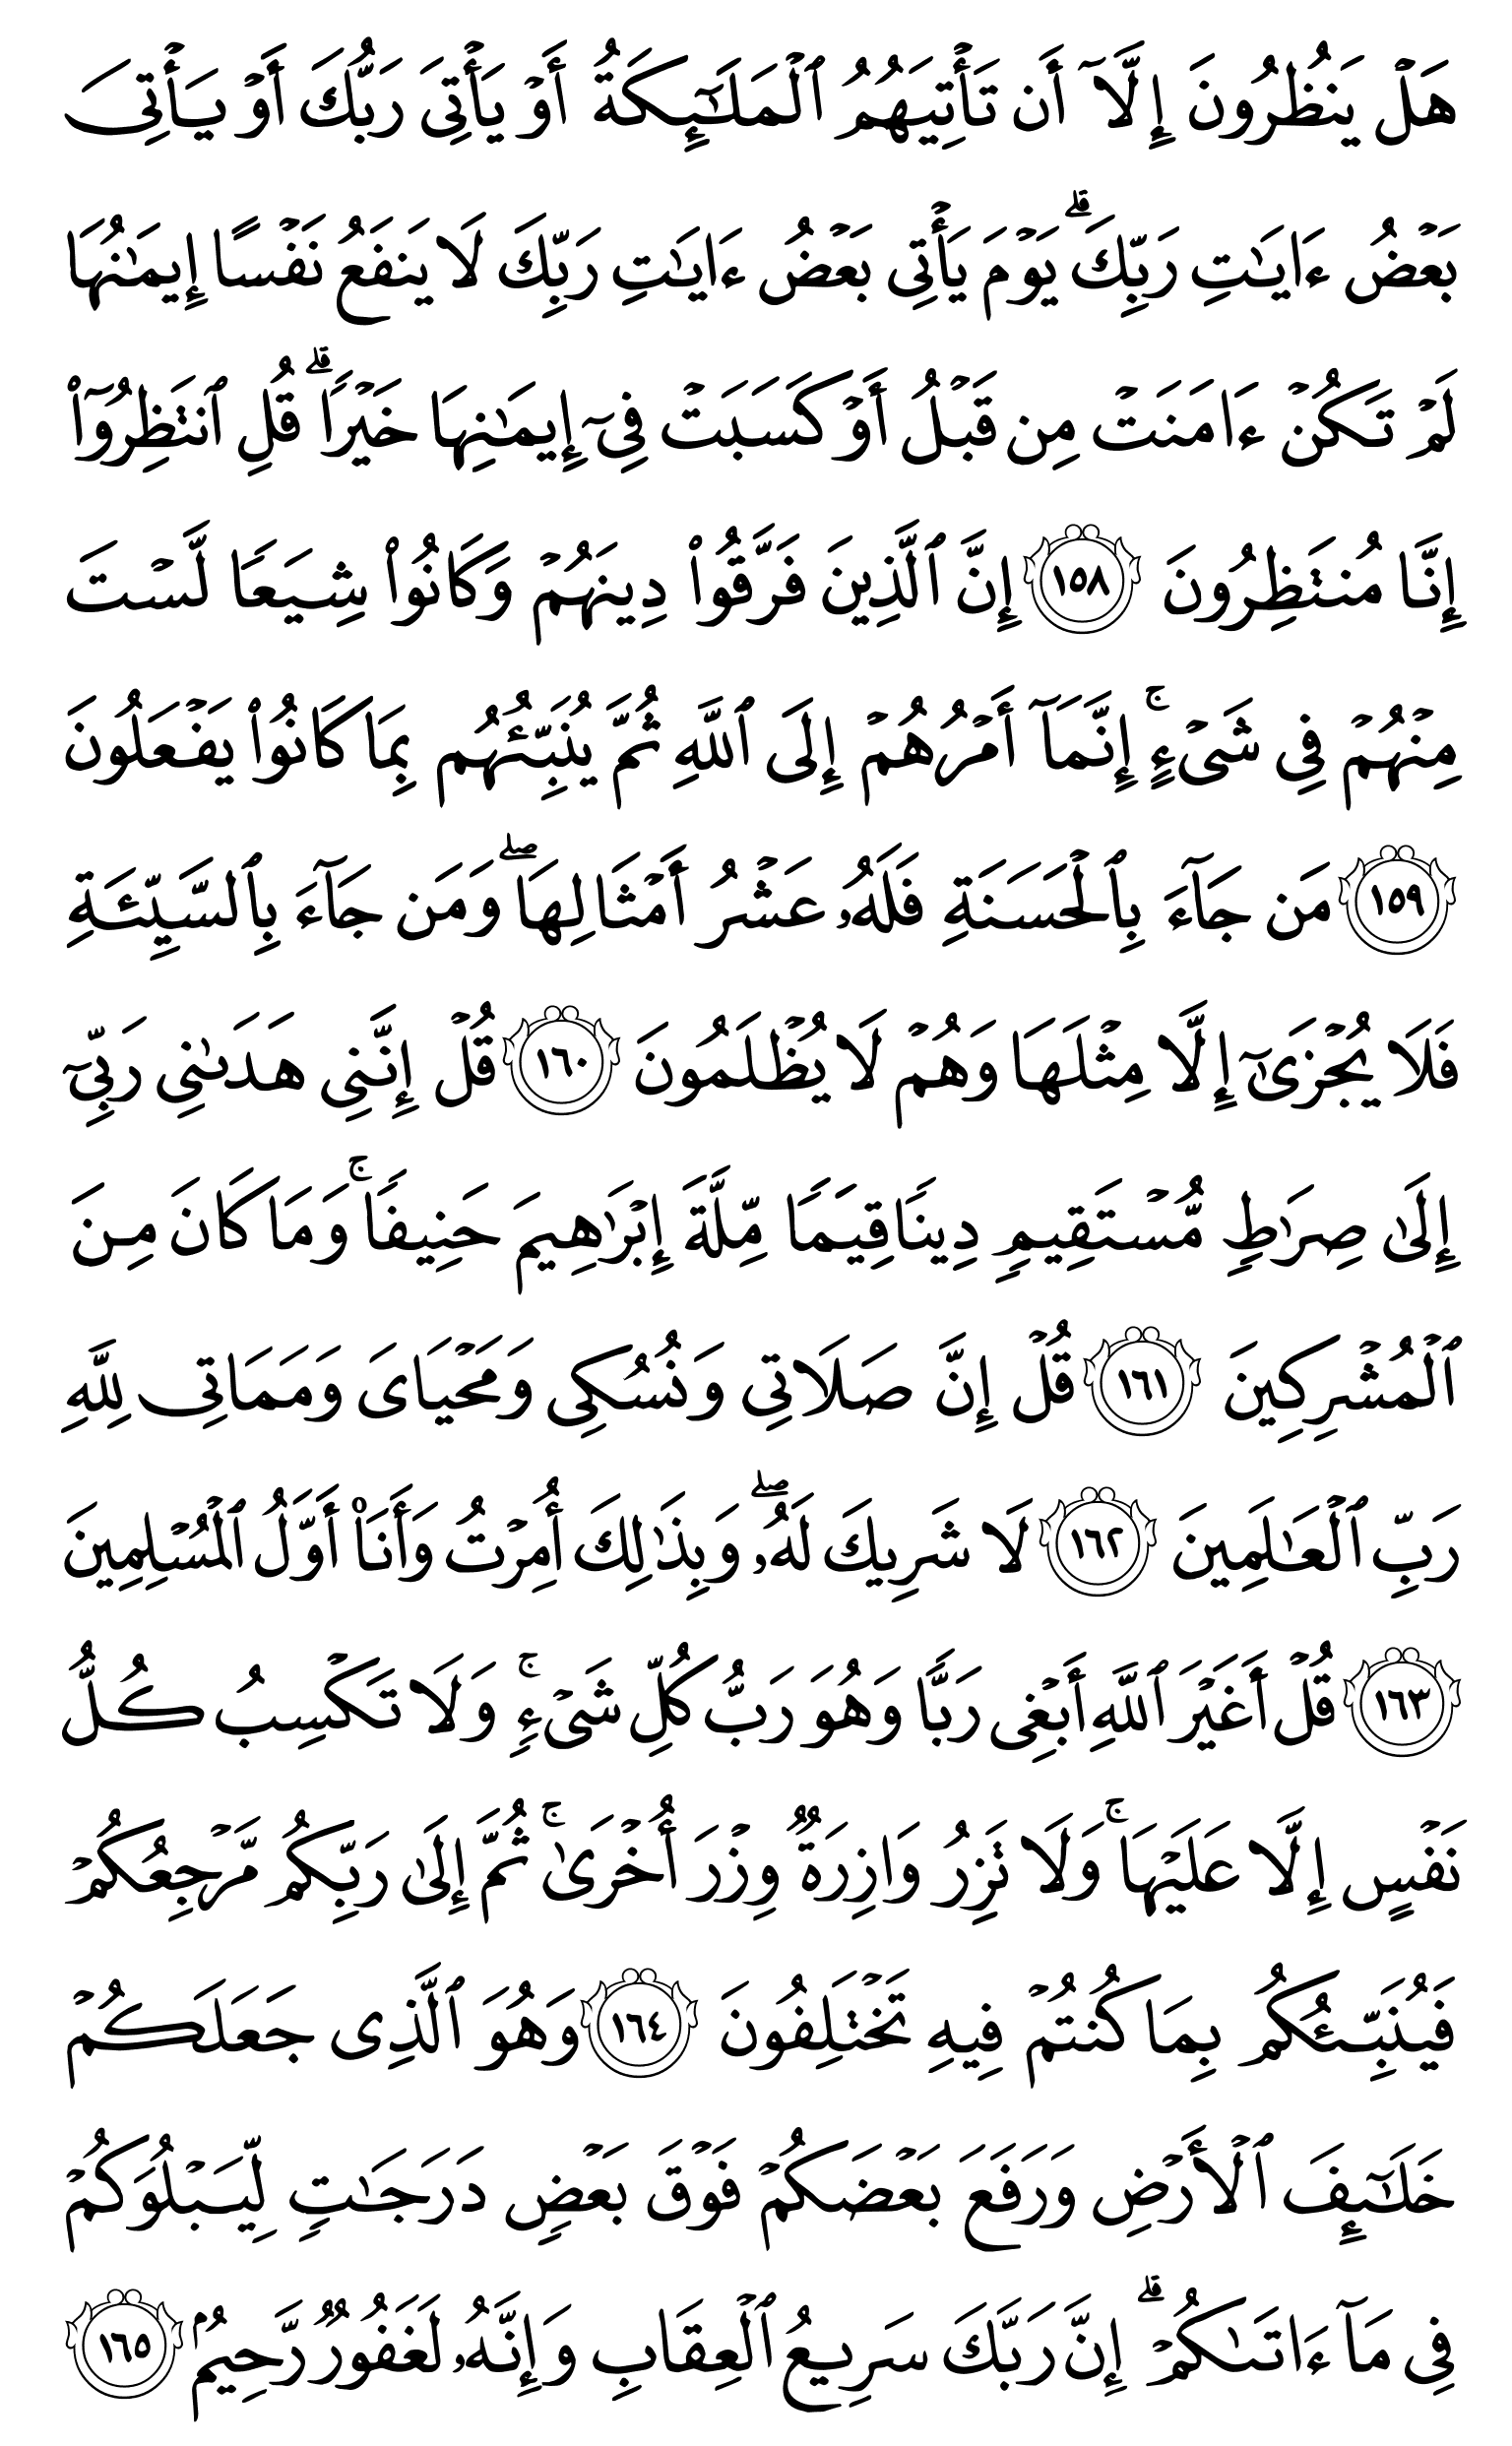 هَلۡ يَنظُرُونَ إِلَّآ أَن تَأۡتِيَهُمُ ٱلۡمَلَٰٓئِكَةُ أَوۡ يَأۡتِيَ رَبُّكَ أَوۡ يَأۡتِيَ
بَعۡضُ ءَايَٰتِ رَبِّكَۗ يَوۡمَ يَأۡتِي بَعۡضُ ءَايَٰتِ رَبِّكَ لَا يَنفَعُ نَفۡسًا إِيمَٰنُهَا
لَمۡ تَكُنۡ ءَامَنَتۡ مِن قَبۡلُ أَوۡ كَسَبَتۡ فِيٓ إِيمَٰنِهَا خَيۡرًاۗ قُلِ ٱنتَظِرُوٓاْ
إِنَّا مُنتَظِرُونَ ١٥٨ إِنَّ ٱلَّذِينَ فَرَّقُواْ دِينَهُمۡ وَكَانُواْ شِيَعًا لَّسۡتَ
مِنۡهُمۡ فِي شَيۡءٍۚ إِنَّمَآ أَمۡرُهُمۡ إِلَى ٱللَّهِ ثُمَّ يُنَبِّئُهُم بِمَا كَانُواْ يَفۡعَلُونَ
١٥٩ مَن جَآءَ بِٱلۡحَسَنَةِ فَلَهُۥ عَشۡرُ أَمۡثَالِهَاۖ وَمَن جَآءَ بِٱلسَّيِّئَةِ
فَلَا يُجۡزَىٰٓ إِلَّا مِثۡلَهَا وَهُمۡ لَا يُظۡلَمُونَ ١٦٠ قُلۡ إِنَّنِي هَدَىٰنِي رَبِّيٓ
إِلَىٰ صِرَٰطٍ مُّسۡتَقِيمٍ دِينًا قِيَمًا مِّلَّةَ إِبۡرَٰهِيمَ حَنِيفًاۚ وَمَا كَانَ مِنَ
ٱلۡمُشۡرِكِينَ ١٦١ قُلۡ إِنَّ صَلَاتِي وَنُسُكِي وَمَحۡيَايَ وَمَمَاتِي لِلَّهِ
رَبِّ ٱلۡعَٰلَمِينَ ١٦٢ لَا شَرِيكَ لَهُۥۖ وَبِذَٰلِكَ أُمِرۡتُ وَأَنَا۠ أَوَّلُ ٱلۡمُسۡلِمِينَ
١٦٣ قُلۡ أَغَيۡرَ ٱللَّهِ أَبۡغِي رَبًّا وَهُوَ رَبُّ كُلِّ شَيۡءٍۚ وَلَا تَكۡسِبُ كُلُّ
نَفۡسٍ إِلَّا عَلَيۡهَاۚ وَلَا تَزِرُ وَازِرَةٌ وِزۡرَ أُخۡرَىٰۚ ثُمَّ إِلَىٰ رَبِّكُم مَّرۡجِعُكُمۡ
فَيُنَبِّئُكُم بِمَا كُنتُمۡ فِيهِ تَخۡتَلِفُونَ ١٦٤ وَهُوَ ٱلَّذِي جَعَلَكُمۡ
خَلَٰٓئِفَ ٱلۡأَرۡضِ وَرَفَعَ بَعۡضَكُمۡ فَوۡقَ بَعۡضٍ دَرَجَٰتٍ لِّيَبۡلُوَكُمۡ
فِي مَآ ءَاتَىٰكُمۡۗ إِنَّ رَبَّكَ سَرِيعُ ٱلۡعِقَابِ وَإِنَّهُۥ لَغَفُورٌ رَّحِيمُۢ ١٦٥